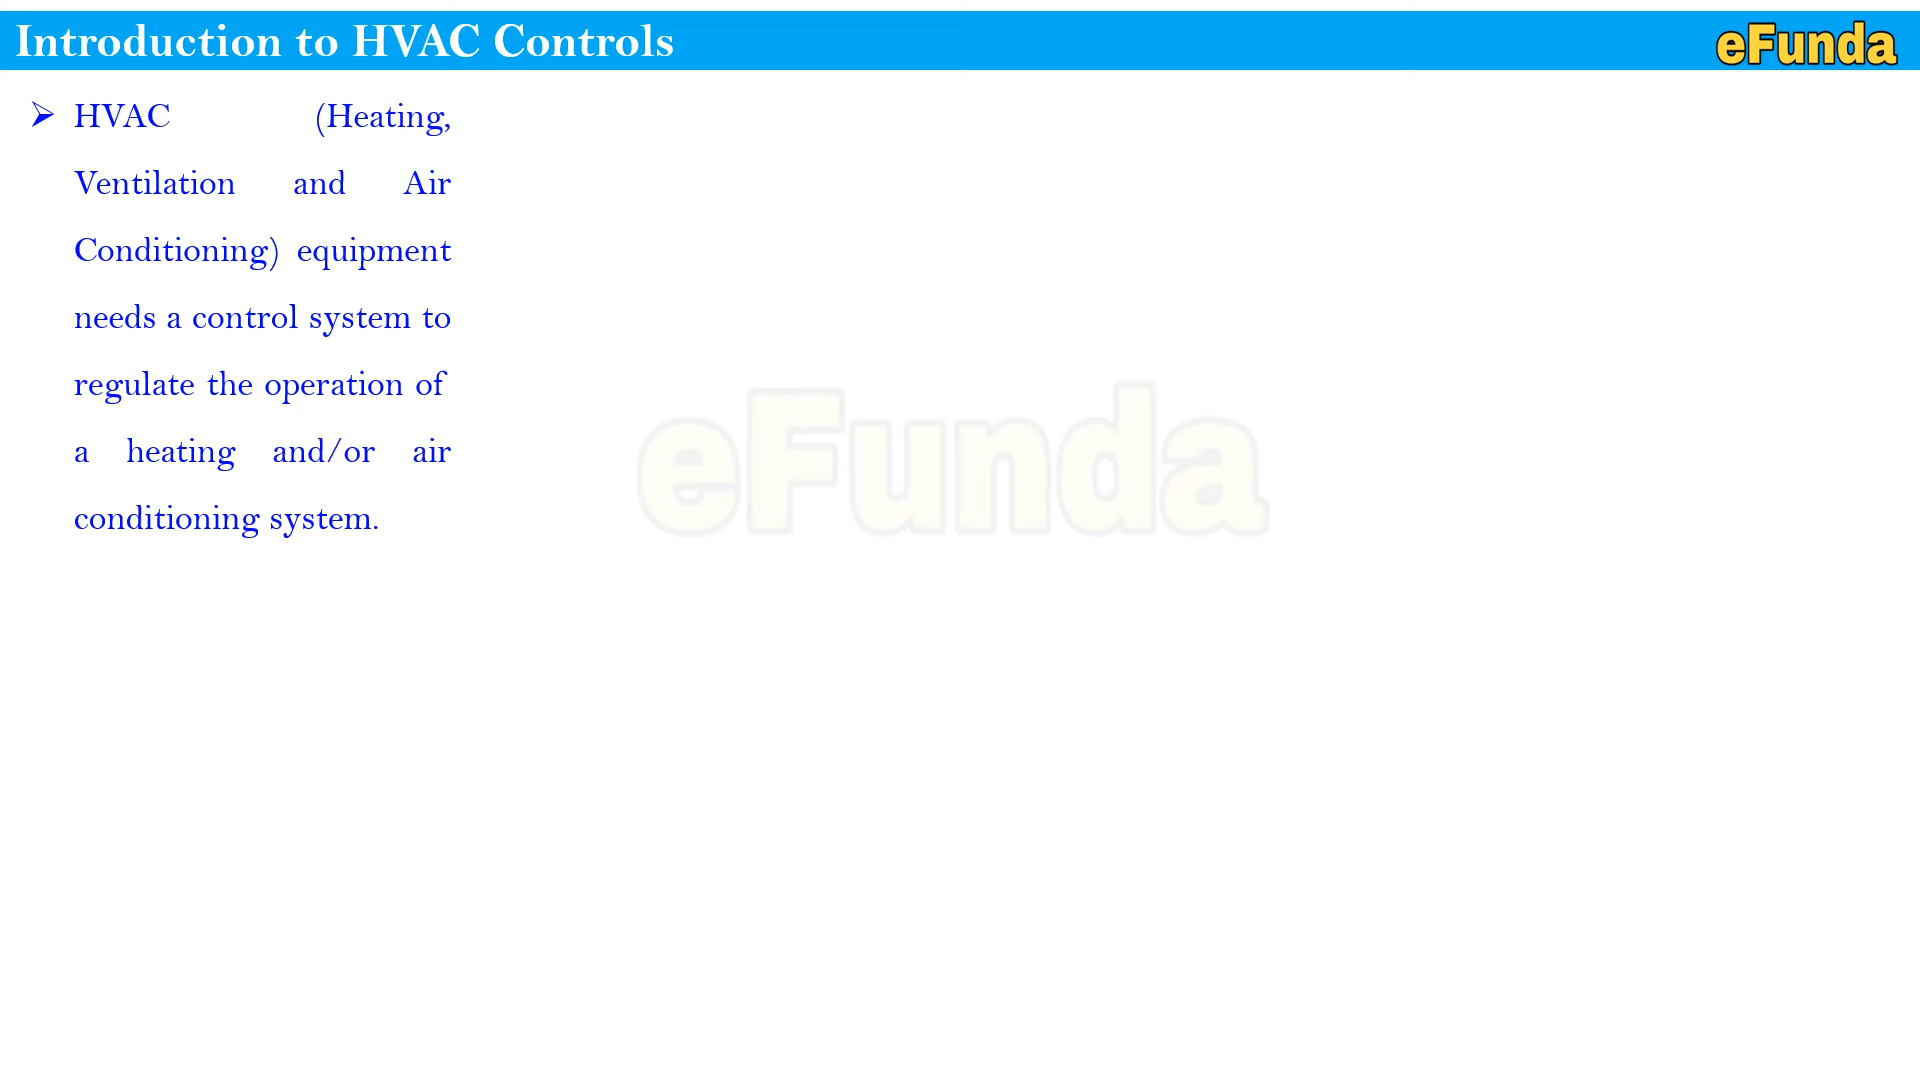 Introduction to HVAC Controls
eFunda
➢ HVAC (Heating,
Ventilation and Air
Conditioning) equipment
needs a control system to
regulate the operation of
a heating and/or air
conditioning system.
eFunda